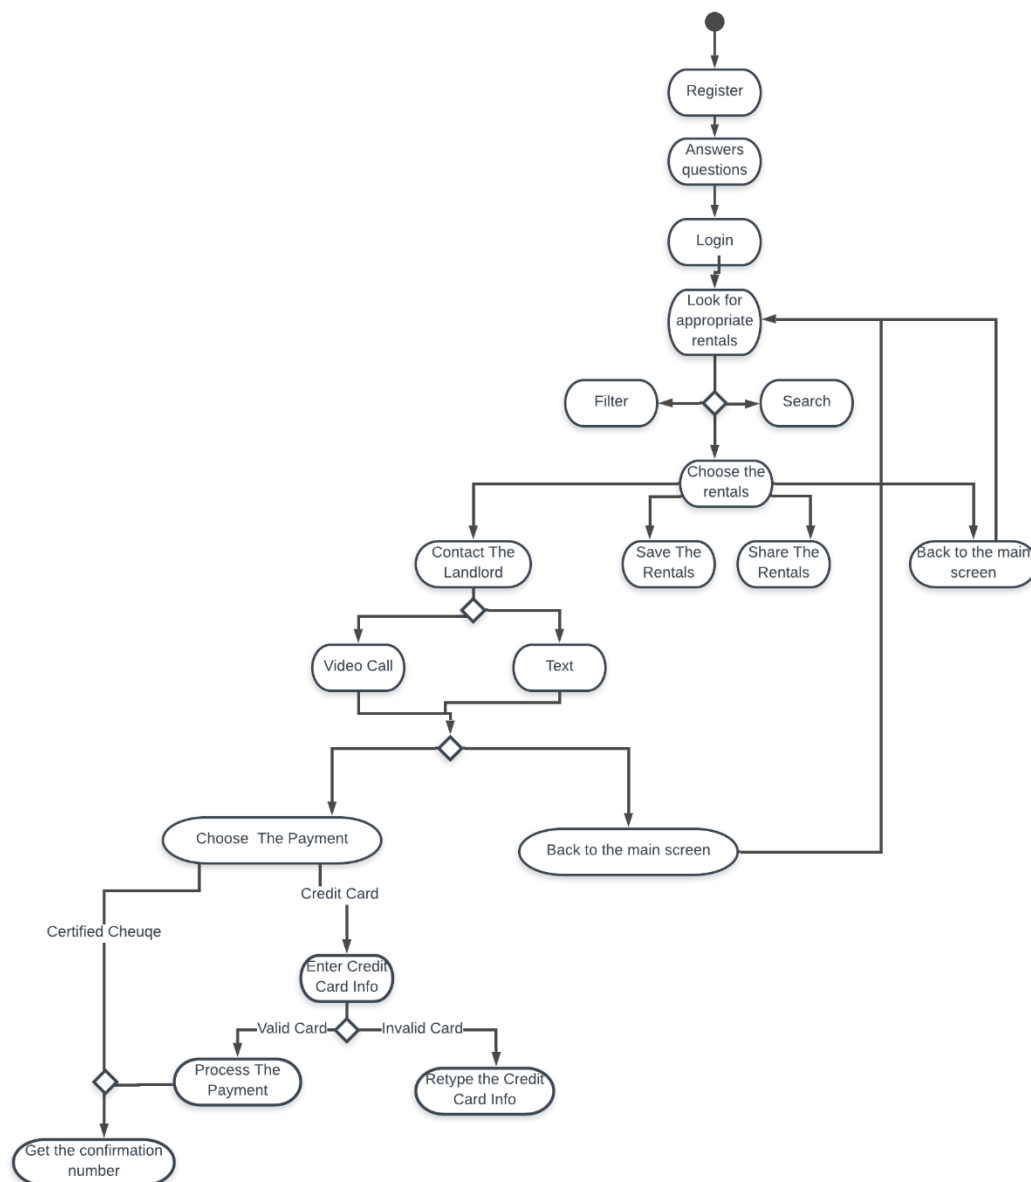 Register
Answers
questions
Login
Look for
appropriate
rentals
Filter
Search
Choose the
rentals
Contact The
Landlord
Save The
Rentals
Share The
Rentals
Back to the main
screen
Video Call
Text
Choose The Payment
Back to the main screen
Credit Card
Certified Cheuqe
Enter Credit
Card Info
Valid Card
Invalid Card
Process The
Payment
Retype the Credit
Card Info
Get the confirmation
number